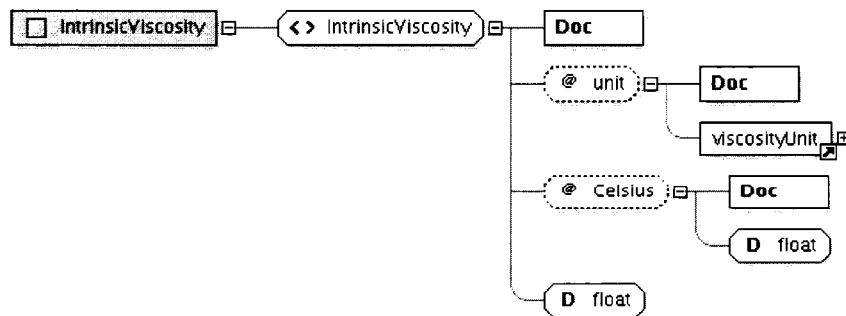 IntrinsicViscosity < > IntrinsicViscosity Doc
@ unit Doc
viscosityUnit
@ Celsius Doc
D float
D float